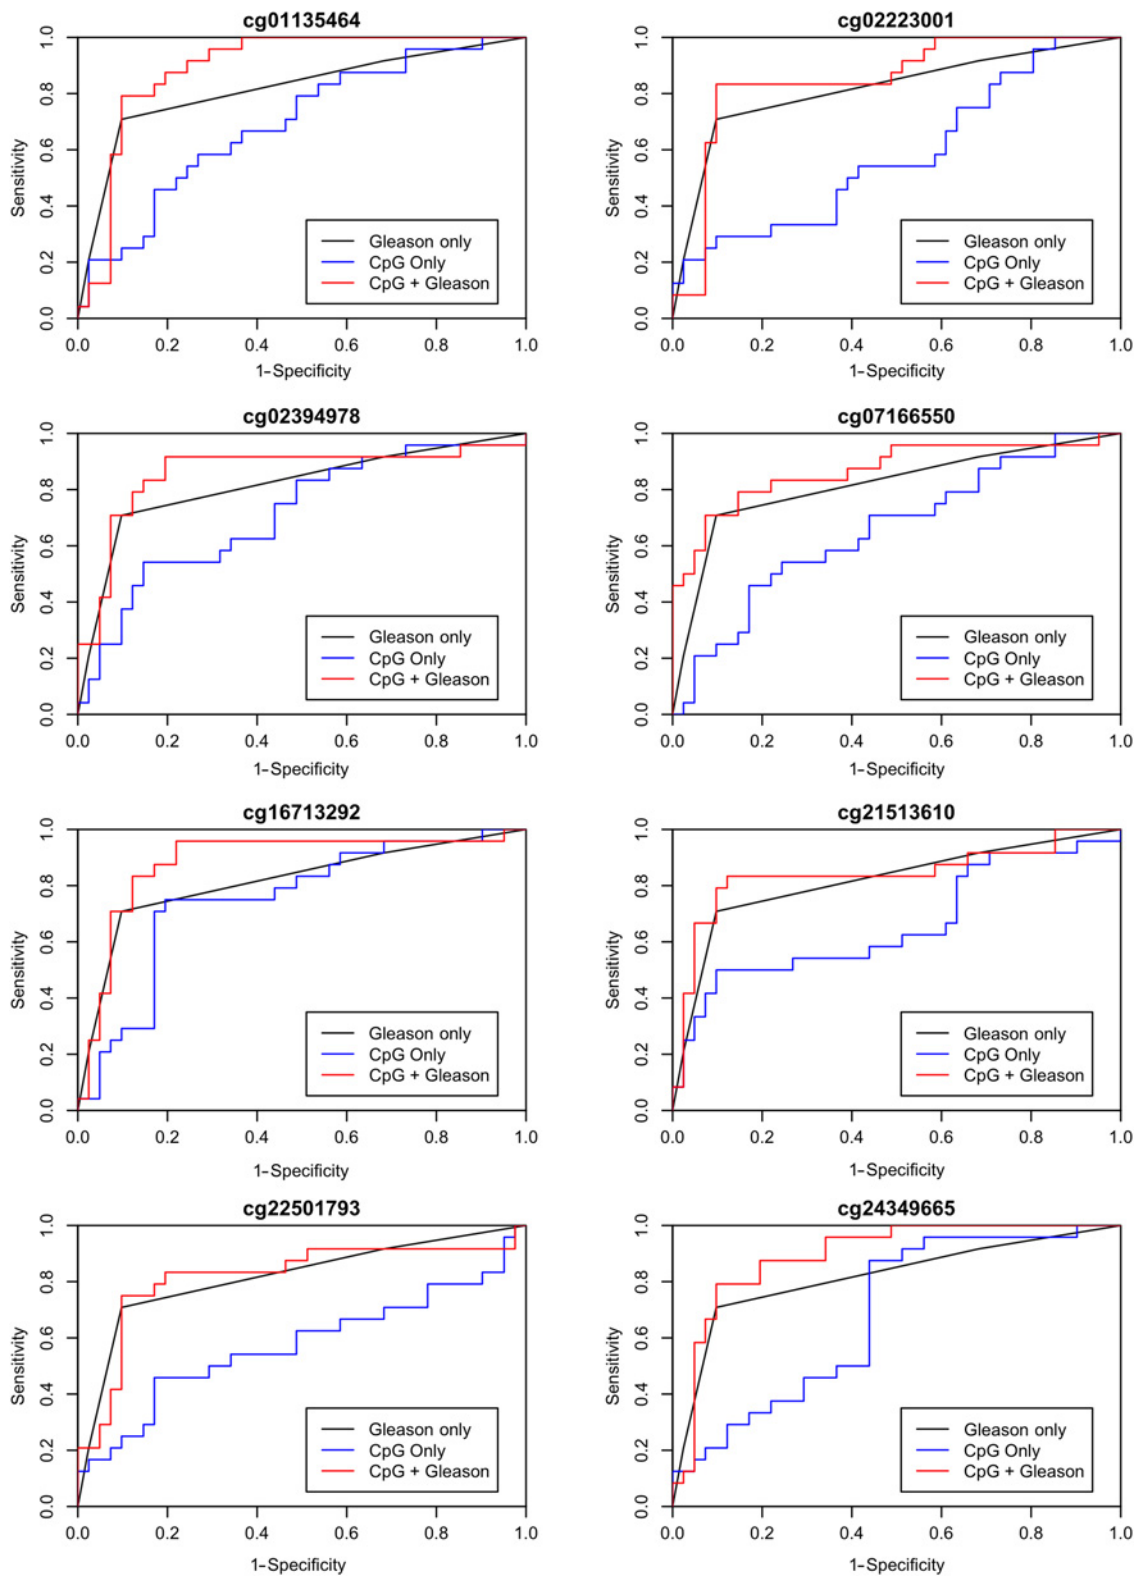 cg01135464
1.0
0.8
0.6
0.4
0.2
0.0
Sensitivity
Gleason only
CpG Only
CpG + Gleason
0.0 0.2 0.4 0.6 0.8 1.0
1-Specificity
cg02223001
1.0
0.8
0.6
0.4
0.2
0.0
Sensitivity
Gleason only
CpG Only
CpG + Gleason
0.0 0.2 0.4 0.6 0.8 1.0
1-Specificity
cg02394978
1.0
0.8
0.6
0.4
0.2
0.0
Sensitivity
Gleason only
CpG Only
CpG + Gleason
0.0 0.2 0.4 0.6 0.8 1.0
1-Specificity
cg07166550
1.0
0.8
0.6
0.4
0.2
0.0
Sensitivity
Gleason only
CpG Only
CpG + Gleason
0.0 0.2 0.4 0.6 0.8 1.0
1-Specificity
cg16713292
1.0
0.8
0.6
0.4
0.2
0.0
Sensitivity
Gleason only
CpG Only
CpG + Gleason
0.0 0.2 0.4 0.6 0.8 1.0
1-Specificity
cg21513610
1.0
0.8
0.6
0.4
0.2
0.0
Sensitivity
Gleason only
CpG Only
CpG + Gleason
0.0 0.2 0.4 0.6 0.8 1.0
1-Specificity
cg22501793
1.0
0.8
0.6
0.4
0.2
0.0
Sensitivity
Gleason only
CpG Only
CpG + Gleason
0.0 0.2 0.4 0.6 0.8 1.0
1-Specificity
cg24349665
1.0
0.8
0.6
0.4
0.2
0.0
Sensitivity
Gleason only
CpG Only
CpG + Gleason
0.0 0.2 0.4 0.6 0.8 1.0
1-Specificity